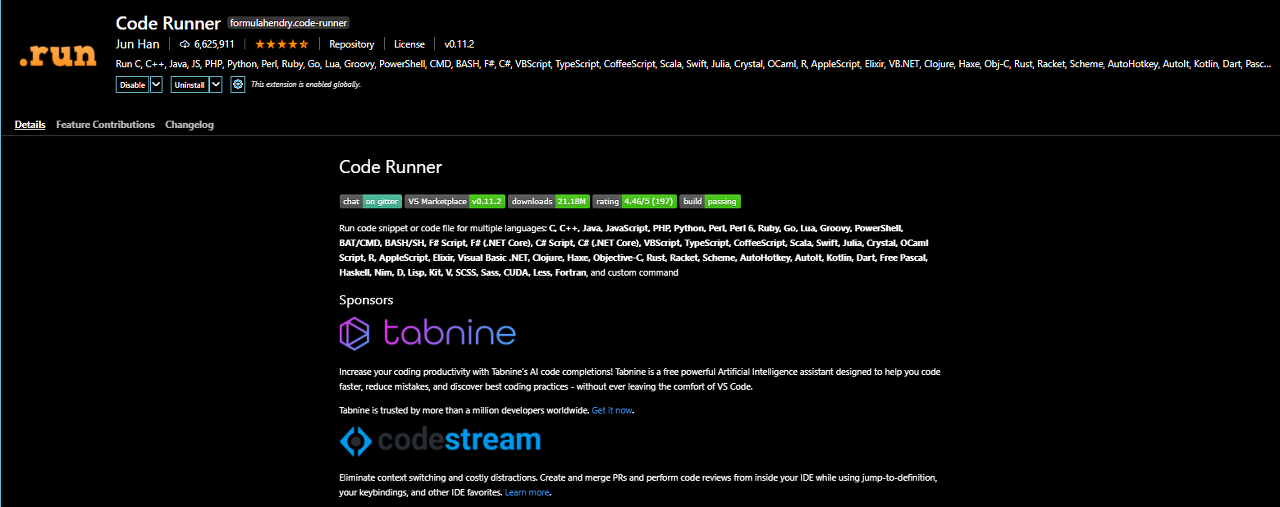 .run
Code Runner formulahendry.code-runner
Jun Han 6,625,911 Repository License v0.11.2
Run C, C++, Java, JS, PHP, Python, Perl, Ruby, Go, Lua, Groovy, PowerShell, CMD, BASH, F#, C#, VBScript, TypeScript, CoffeeScript, Scala, Swift, Julia, Crystal, OCaml, R, AppleScript, Elixir, VB.NET, Clojure, Haxe, Obj-C, Rust, Racket, Scheme, AutoHotkey, AutoIt, Kotlin, Dart, Pasc...
Disable Uninstall This extension is enabled globally.
Details Feature Contributions Changelog
Code Runner
chat on gitter VS Marketplace v0.11.2 downloads 21.18M rating 4.46/5 (197) build passing
Run code snippet or code file for multiple languages: C, C++, Java, JavaScript, PHP, Python, Perl, Perl 6, Ruby, Go, Lua, Groovy, PowerShell,
BAT/CMD, BASH/SH, F# Script, F# (.NET Core), C# Script, C# (.NET Core), VBScript, TypeScript, CoffeeScript, Scala, Swift, Julia, Crystal, OCaml
Script, R, AppleScript, Elixir, Visual Basic .NET, Clojure, Haxe, Objective-C, Rust, Racket, Scheme, AutoHotkey, AutoIt, Kotlin, Dart, Free Pascal,
Haskell, Nim, D, Lisp, Kit, V, SCSS, Sass, CUDA, Less, Fortran, and custom command
Sponsors
tabnine
Increase your coding productivity with Tabnine's AI code completions! Tabnine is a free powerful Artificial Intelligence assistant designed to help you code
faster, reduce mistakes, and discover best coding practices - without ever leaving the comfort of VS Code.
Tabnine is trusted by more than a million developers worldwide. Get it now.
codestream
Eliminate context switching and costly distractions. Create and merge PRs and perform code reviews from inside your IDE while using jump-to-definition,
your keybindings, and other IDE favorites. Learn more.